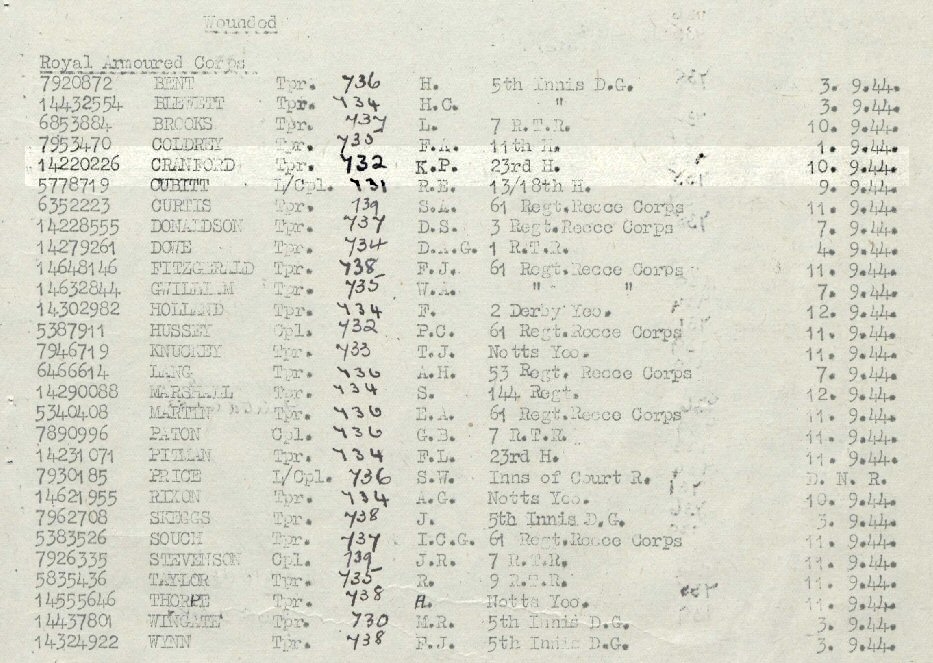 Wounded
Royal Armoured Corps
7920872 BENT Tpr. 736 H. 5th Innis D.G. 3. 9.44.
14432554 BLEWETT Tpr. 734 H.C. " 3. 9.44.
6853884 BROOKS Tpr. 737 L. 7 R.T.R. 10. 9.44.
7953470 COLDREY Tpr. 735 F.A. 11th H. 1. 9.44.
14220226 CRANFORD Tpr. 732 K.P. 23rd H. 10. 9.44.
5778719 CUBITT L/Cpl. 731 R.E. 13/18th H. 9. 9.44.
6352223 CURTIS Tpr. 739 S.A. 61 Regt.Recce Corps 11. 9.44.
14228555 DONALDSON Tpr. 737 D.S. 3 Regt.Recce Corps 7. 9.44.
14279261 DOWE Tpr. 734 D.A.G. 1 R.T.R. 4. 9.44.
14648146 FITZGERALD Tpr. 738 F.J. 61 Regt.Recce Corps 11. 9.44.
14632844 GWILLIAM Tpr. 735 W.A. " " 7. 9.44.
14302982 HOLLAND Tpr. 734 F. 2 Derby Yeo. 12. 9.44.
5387911 HUSSEY Cpl. 732 P.C. 61 Regt.Recce Corps 11. 9.44.
7946719 KNUCKEY Tpr. 733 T.J. Notts Yeo. 11. 9.44.
6466614 LANG Tpr. 736 A.H. 53 Regt. Recce Corps 7. 9.44.
14290088 MARSHALL Tpr. 734 S. 144 Regt. 12. 9.44.
5340408 MARTIN Tpr. 736 E.A. 61 Regt.Recce Corps 11. 9.44.
7890996 PATON Cpl. 736 G.B. 7 R.T.R. 11. 9.44.
14231071 PITMAN Tpr. 734 F.L. 23rd H. 11. 9.44.
7930185 PRICE L/Cpl. 736 S.W. Inns of Court R. D. N. R.
14621955 RIXON Tpr. 734 A.G. Notts Yeo. 10. 9.44.
7962708 SKEGGS Tpr. 738 J. 5th Innis D.G. 3. 9.44.
5383526 SOUCH Tpr. 737 I.C.G. 61 Regt.Recce Corps 11. 9.44.
7926335 STEVENSON Cpl. 739 J.R. 7 R.T.R. 11. 9.44.
5835436 TAYLOR Tpr. 735 R. 9 R.T.R. 11. 9.44.
14555646 THORPE Tpr. 738 A. Notts Yeo. 11. 9.44.
14437801 WINGATE Tpr. 730 M.R. 5th Innis D.G. 3. 9.44.
14324922 WYNN Tpr. 738 F.J. 5th Innis D.G. 3. 9.44.